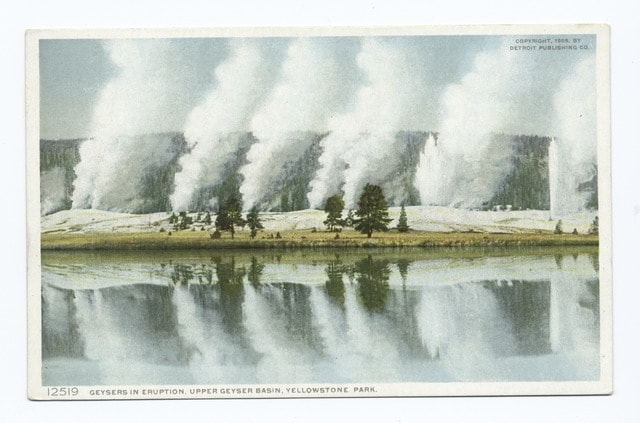 COPYRIGHT, 1908, BY
DETROIT PUBLISHING CO.
12519 GEYSERS IN ERUPTION, UPPER GEYSER BASIN, YELLOWSTONE PARK.